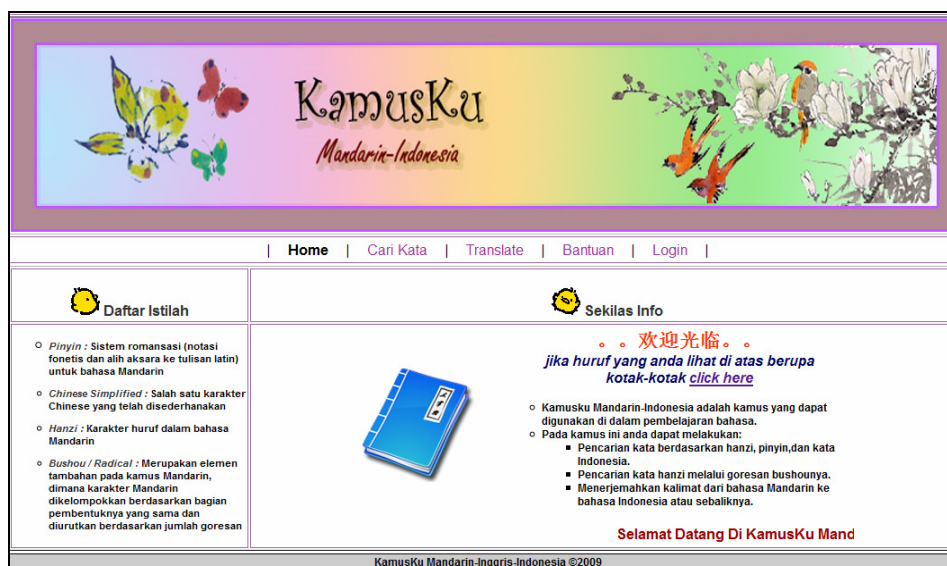 KamusKu
Mandarin-Indonesia
| Home | Cari Kata | Translate | Bantuan | Login |
Daftar Istilah
Pinyin : Sistem romansasi (notasi
fonetis dan alih aksara ke tulisan latin)
untuk bahasa Mandarin
Chinese Simplified : Salah satu karakter
Chinese yang telah disederhanakan
Hanzi : Karakter huruf dalam bahasa
Mandarin
Bushou / Radical : Merupakan elemen
tambahan pada kamus Mandarin,
dimana karakter Mandarin
dikelompokkan berdasarkan bagian
pembentuknya yang sama dan
diurutkan berdasarkan jumlah goresan
Sekilas Info
。。欢迎光临。。
jika huruf yang anda lihat di atas berupa
kotak-kotak click here
Kamusku Mandarin-Indonesia adalah kamus yang dapat
digunakan di dalam pembelajaran bahasa.
Pada kamus ini anda dapat melakukan:
Pencarian kata berdasarkan hanzi, pinyin,dan kata
Indonesia.
Pencarian kata hanzi melalui goresan bushounya.
Menerjemahkan kalimat dari bahasa Mandarin ke
bahasa Indonesia atau sebaliknya.
Selamat Datang Di KamusKu Mand
KamusKu Mandarin-Inggris-Indonesia ©2009